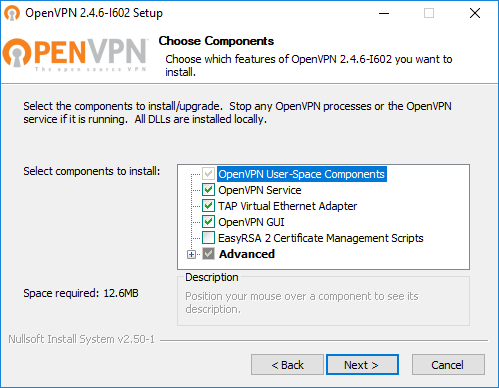 OpenVPN 2.4.6-I602 Setup
OPENVPN
The open source VPN
Choose Components
Choose which features of OpenVPN 2.4.6-I602 you want to
install.
Select the components to install/upgrade. Stop any OpenVPN processes or the OpenVPN
service if it is running. All DLLs are installed locally.
Select components to install:
OpenVPN User-Space Components
OpenVPN Service
TAP Virtual Ethernet Adapter
OpenVPN GUI
EasyRSA 2 Certificate Management Scripts
Advanced
Space required: 12.6MB
Description
Position your mouse over a component to see its
description.
Nullsoft Install System v2.50-1
< Back
Next >
Cancel